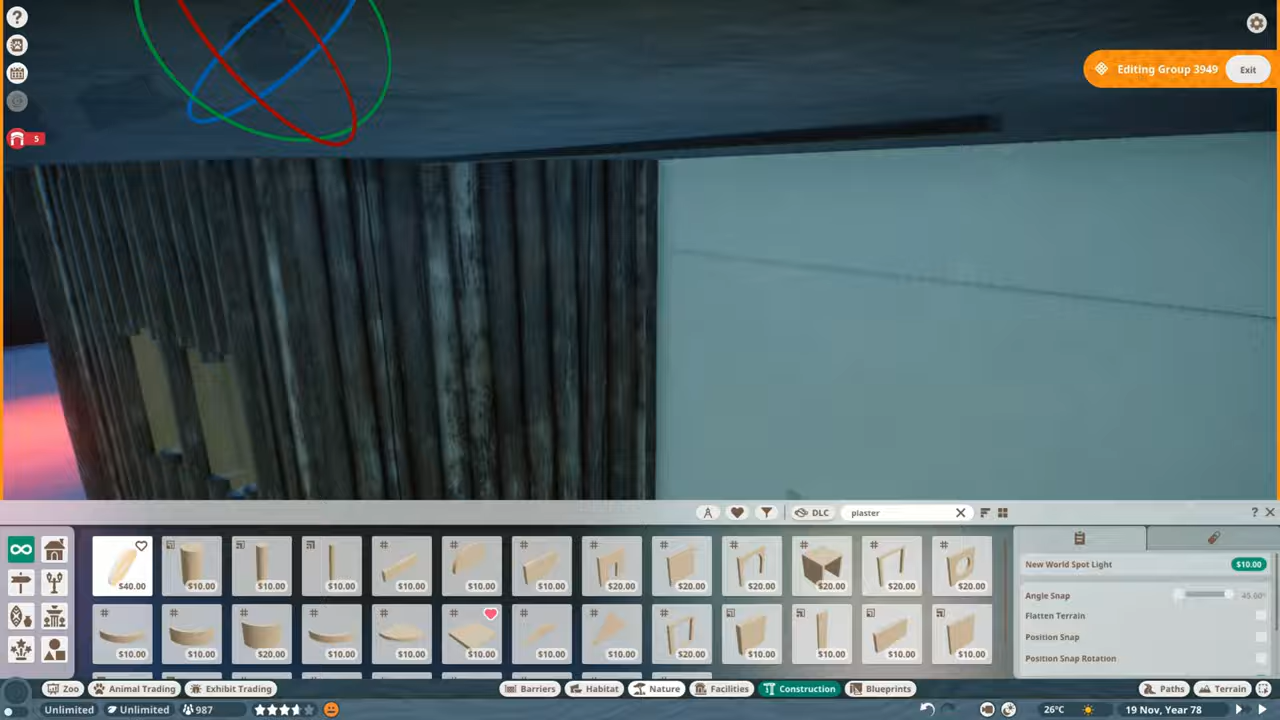 ?
Editing Group 3949
Exit
5
DLC
plaster
?
$40.00
$10.00
$10.00
$10.00
$10.00
$10.00
$10.00
$20.00
$20.00
$20.00
$20.00
$20.00
$20.00
New World Spot Light
$10.00
Angle Snap
45.00°
Flatten Terrain
Position Snap
Position Snap Rotation
$10.00
$10.00
$20.00
$10.00
$10.00
$10.00
$10.00
$10.00
$20.00
$10.00
$10.00
$10.00
$10.00
Zoo
Animal Trading
Exhibit Trading
Barriers
Habitat
Nature
Facilities
Construction
Blueprints
Paths
Terrain
Unlimited
Unlimited
987
26°C
19 Nov, Year 78